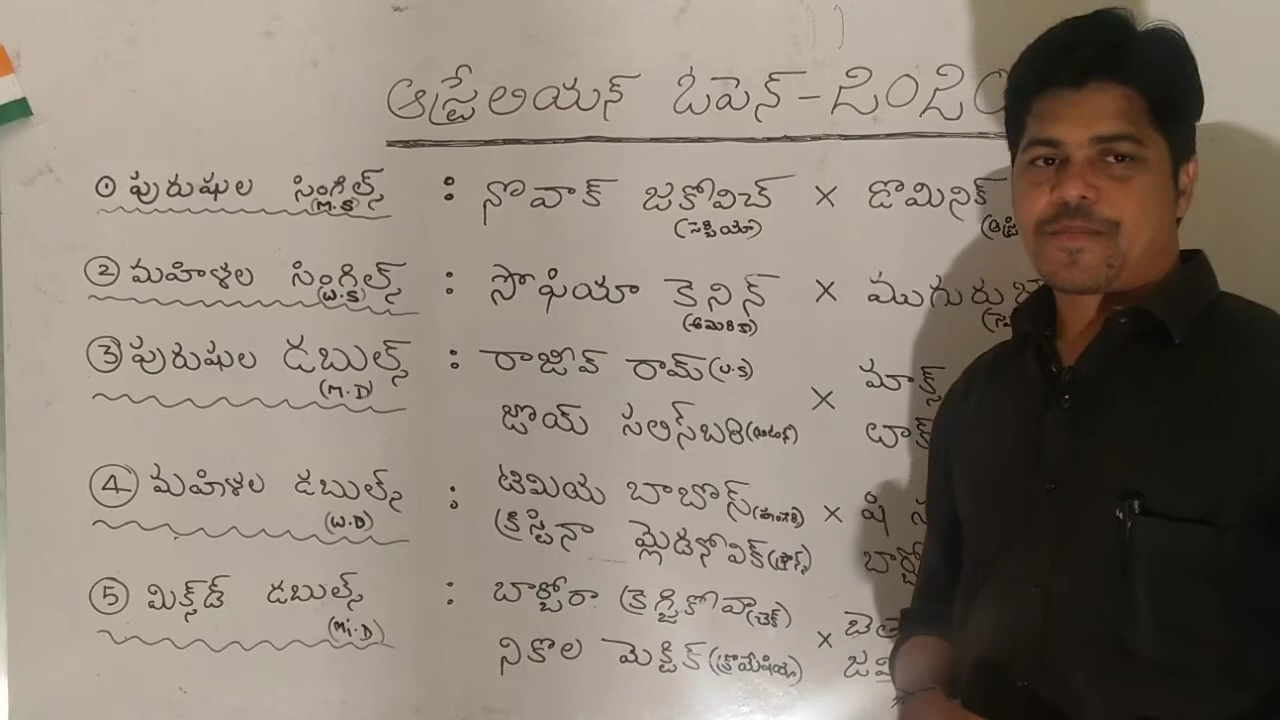 ఆస్ట్రేలియన్ ఓపెన్-
① పురుషుల సింగిల్స్ : నొవాక్ జకోవిచ్ × డొమినిక్
(M.S)
② మహిళల సింగిల్స్ : సోఫియా కెనిన్ × ముగురు
(W.S) (అమెరికా)
③ పురుషుల డబుల్స్ : రాజీవ్ రామ్ (U.S) × మాక్స్
(M.D) జొయ్ సలిస్‌బరి
④ మహిళల డబుల్స్ : టిమియ బాబొస్ (హంగరి) × షి
(W.D) క్రిస్టినా మ్లెడినోవిక్ (ఫ్రాన్స్)
⑤ మిక్స్‌డ్ డబుల్స్ : బార్బోరా క్రెగ్జికోవా (చెక్) ×
(Mi.D) నికొల మెక్టిక్ (క్రొయేషియా)